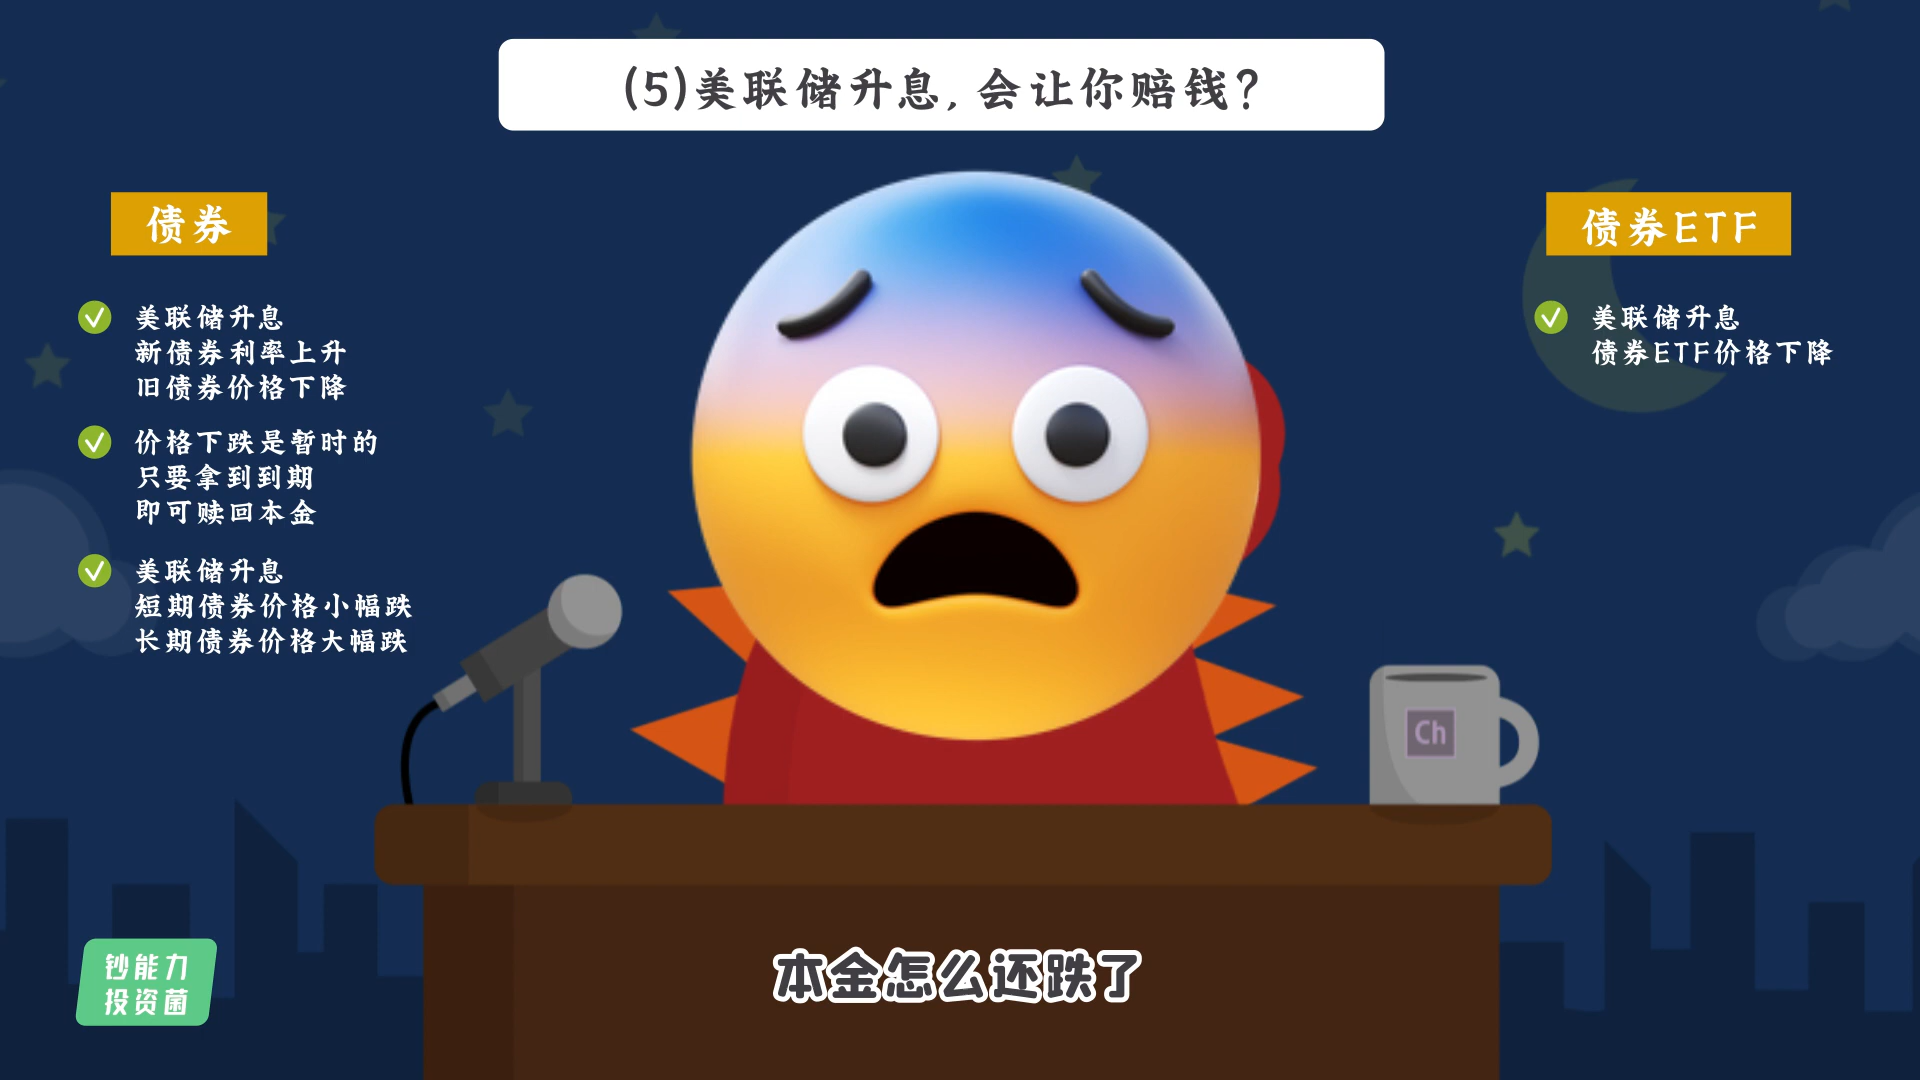 (5)美联储升息，会让你赔钱？
债券
美联储升息
新债券利率上升
旧债券价格下降
价格下跌是暂时的
只要拿到到期
即可赎回本金
美联储升息
短期债券价格小幅跌
长期债券价格大幅跌
债券ETF
美联储升息
债券ETF价格下降
Ch
本金怎么还跌了
钞能力
投资菌